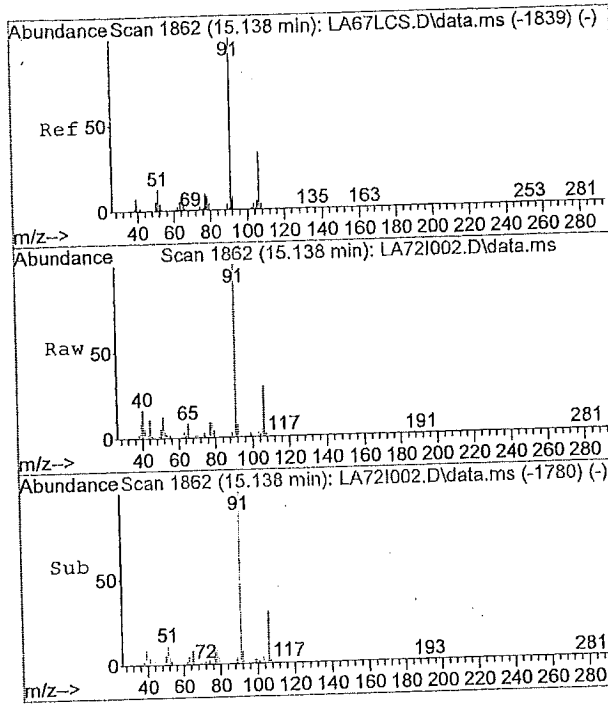 Abundance Scan 1862 (15.138 min): LA67LCS.D\data.ms (-1839) (-)
91
Ref 50
51
69 135 163 253 281
0
m/z--> 40 60 80 100 120 140 160 180 200 220 240 260 280
Abundance Scan 1862 (15.138 min): LA72I002.D\data.ms
91
Raw 50
40
65 117 191 281
0
m/z--> 40 60 80 100 120 140 160 180 200 220 240 260 280
Abundance Scan 1862 (15.138 min): LA72I002.D\data.ms (-1780) (-)
91
Sub 50
51
72 117 193 281
0
m/z--> 40 60 80 100 120 140 160 180 200 220 240 260 280